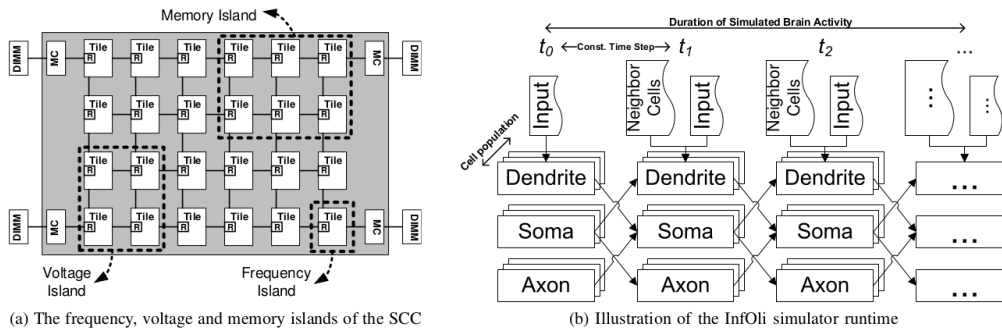 Memory Island
DIMM
MC
Tile
R
Tile
R
Tile
R
Tile
R
Tile
R
Tile
R
MC
DIMM
Tile
R
Tile
R
Tile
R
Tile
R
Tile
R
Tile
R
Tile
R
Tile
R
Tile
R
Tile
R
Tile
R
Tile
R
DIMM
MC
Tile
R
Tile
R
Tile
R
Tile
R
Tile
R
Tile
R
MC
DIMM
Voltage
Island
Frequency
Island
(a) The frequency, voltage and memory islands of the SCC
Duration of Simulated Brain Activity
t0
Const. Time Step
t1
t2
...
Input
Neighbor
Cells
Input
Neighbor
Cells
Input
...
...
Cell population
Dendrite
Dendrite
Dendrite
...
Soma
Soma
Soma
...
Axon
Axon
Axon
...
(b) Illustration of the InfOli simulator runtime